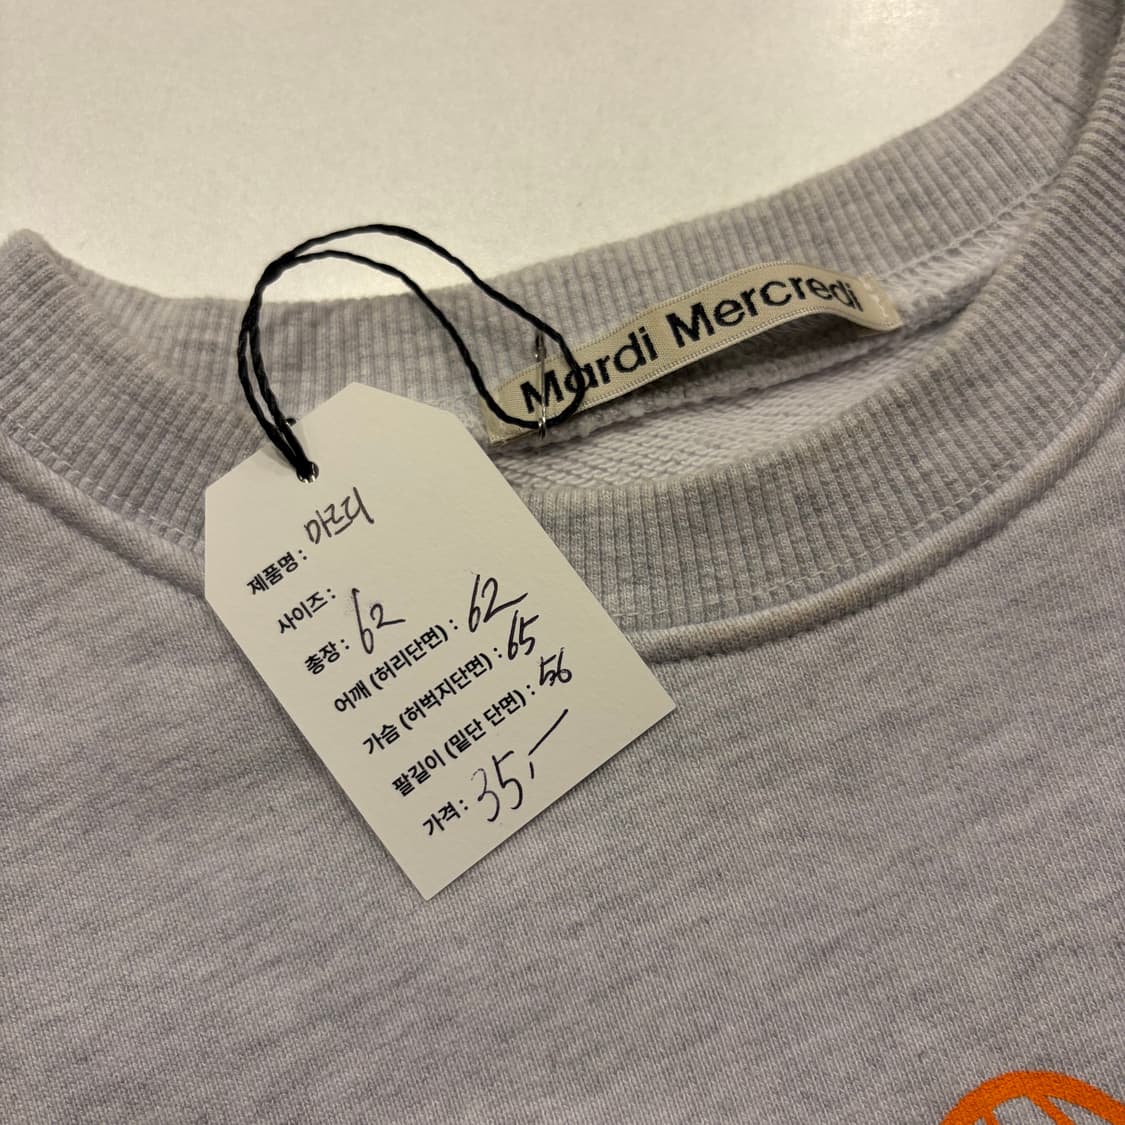 Mardi Mercredi
제품명 : 마르디
사이즈 :
총장 : 62
어깨 (허리단면) : 62
가슴 (허벅지단면) : 65
팔길이 (밑단 단면) : 56
가격 : 35,-